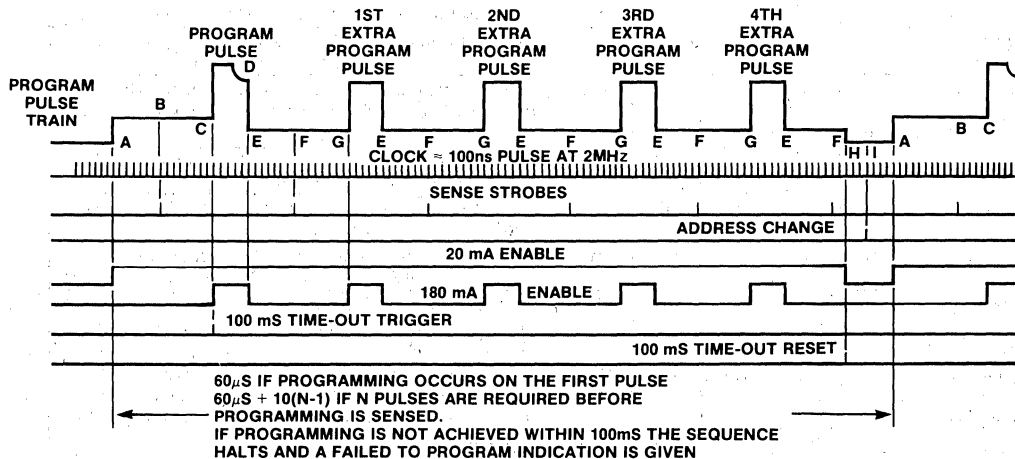 PROGRAM
PULSE
TRAIN
PROGRAM
PULSE
1ST
EXTRA
PROGRAM
PULSE
2ND
EXTRA
PROGRAM
PULSE
3RD
EXTRA
PROGRAM
PULSE
4TH
EXTRA
PROGRAM
PULSE
A B C D E F G E F G E F G E F G E F H I A B C
CLOCK ≈ 100ns PULSE AT 2MHz
SENSE STROBES
ADDRESS CHANGE
20 mA ENABLE
180 mA ENABLE
100 mS TIME-OUT TRIGGER
100 mS TIME-OUT RESET
60μS IF PROGRAMMING OCCURS ON THE FIRST PULSE
60μS + 10(N-1) IF N PULSES ARE REQUIRED BEFORE
PROGRAMMING IS SENSED.
IF PROGRAMMING IS NOT ACHIEVED WITHIN 100mS THE SEQUENCE
HALTS AND A FAILED TO PROGRAM INDICATION IS GIVEN